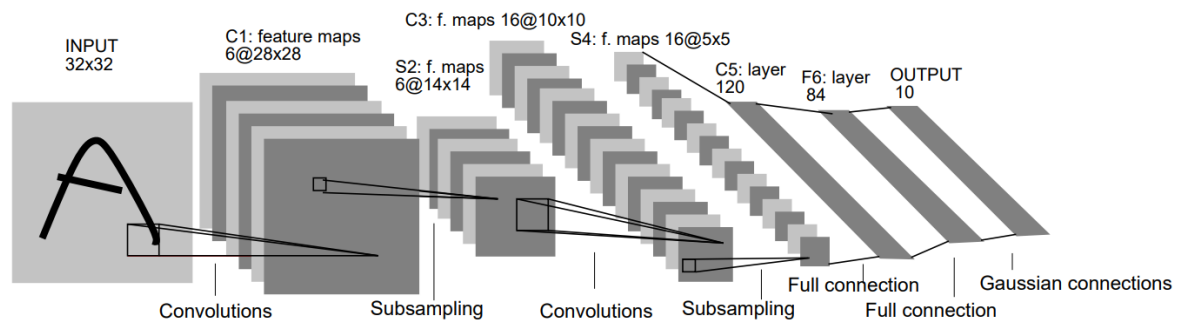 INPUT
32x32
C1: feature maps
6@28x28
S2: f. maps
6@14x14
C3: f. maps 16@10x10
S4: f. maps 16@5x5
C5: layer
120
F6: layer
84
OUTPUT
10
Convolutions
Subsampling
Convolutions
Subsampling
Full connection
Full connection
Gaussian connections
A